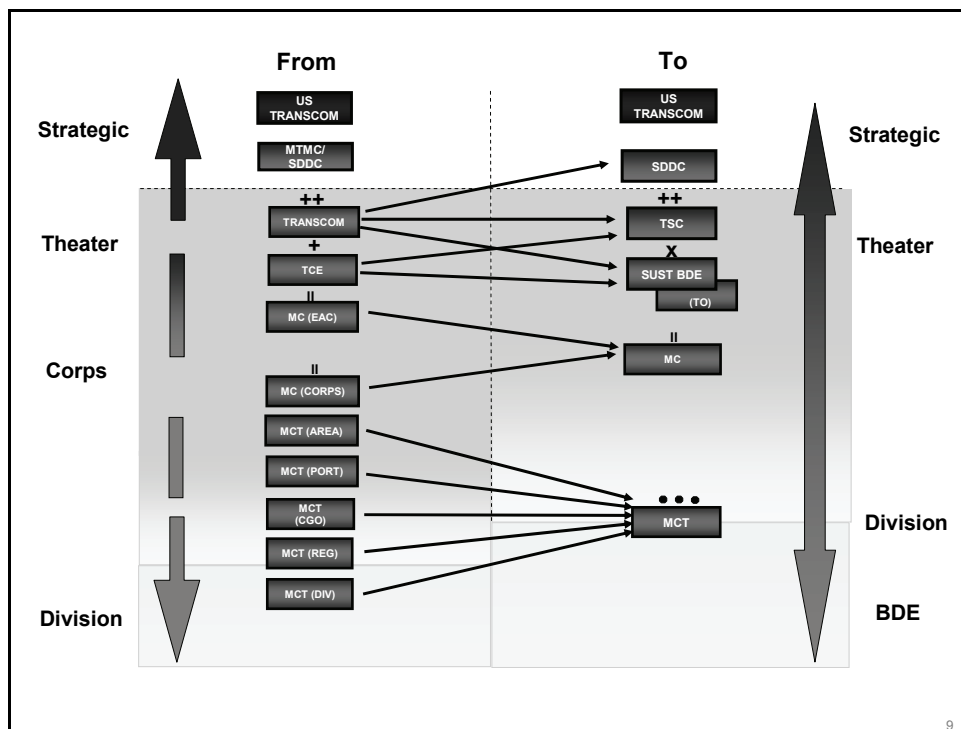 From
To
US
TRANSCOM
US
TRANSCOM
Strategic
Strategic
MTMC/
SDDC
SDDC
++
++
TRANSCOM
TSC
Theater
Theater
+
X
TCE
SUST BDE
(TO)
II
MC (EAC)
II
MC
Corps
II
MC (CORPS)
MCT (AREA)
MCT (PORT)
MCT
(CGO)
• • •
MCT
Division
MCT (REG)
MCT (DIV)
Division
BDE
9